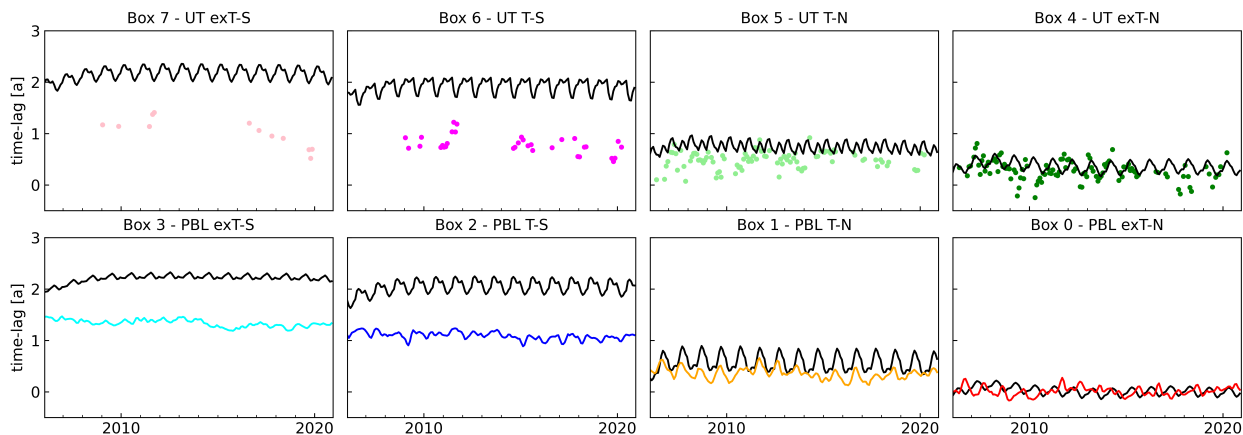 Box 7 - UT exT-S
Box 6 - UT T-S
Box 5 - UT T-N
Box 4 - UT exT-N
3
2
1
0
time-lag [a]
Box 3 - PBL exT-S
Box 2 - PBL T-S
Box 1 - PBL T-N
Box 0 - PBL exT-N
3
2
1
0
time-lag [a]
2010 2020
2010 2020
2010 2020
2010 2020